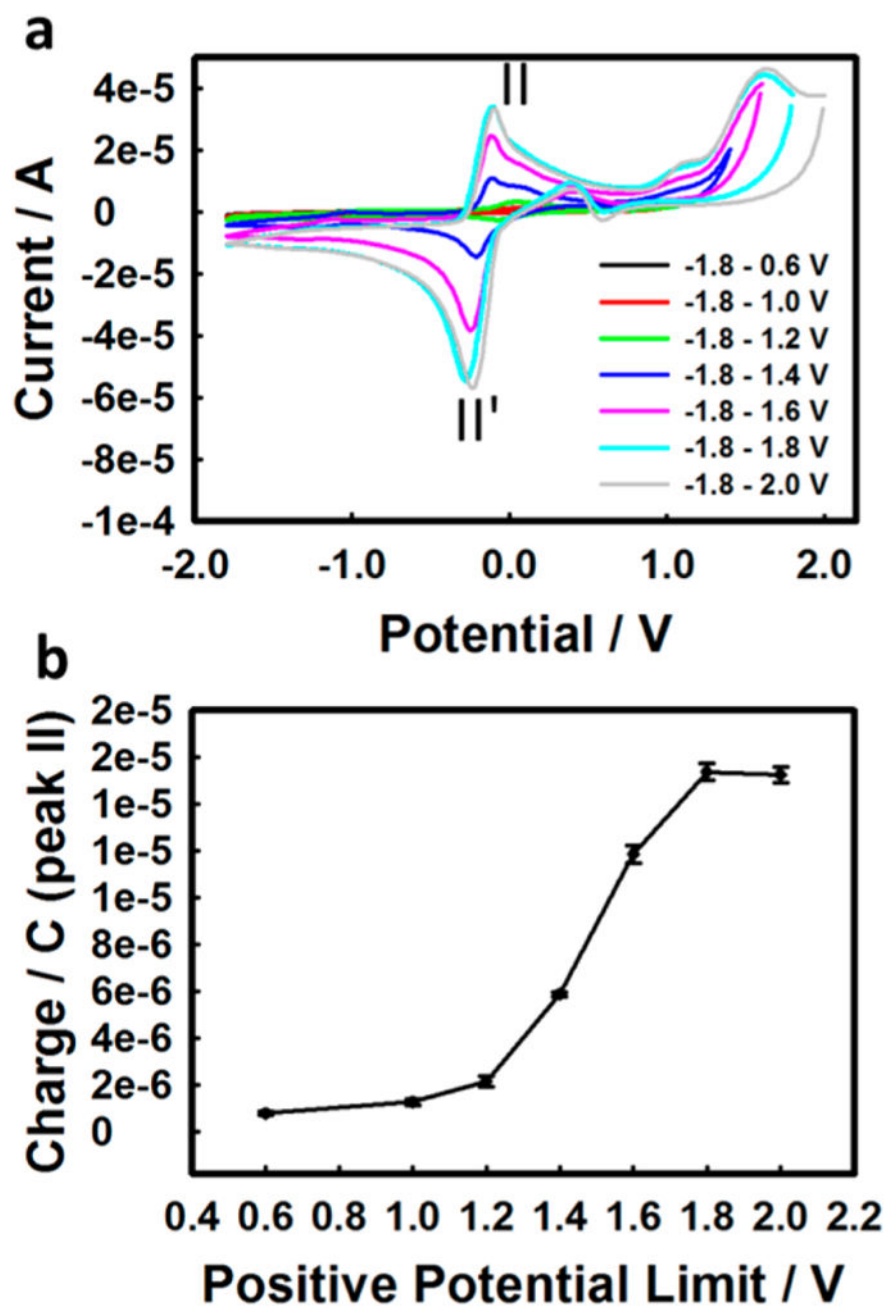 a
4e-5
2e-5
0
-2e-5
-4e-5
-6e-5
-8e-5
-1e-4
Current / A
II
II'
-1.8 - 0.6 V
-1.8 - 1.0 V
-1.8 - 1.2 V
-1.8 - 1.4 V
-1.8 - 1.6 V
-1.8 - 1.8 V
-1.8 - 2.0 V
-2.0 -1.0 0.0 1.0 2.0
Potential / V
b
2e-5
2e-5
1e-5
1e-5
1e-5
8e-6
6e-6
4e-6
2e-6
0
Charge / C (peak II)
0.4 0.6 0.8 1.0 1.2 1.4 1.6 1.8 2.0 2.2
Positive Potential Limit / V